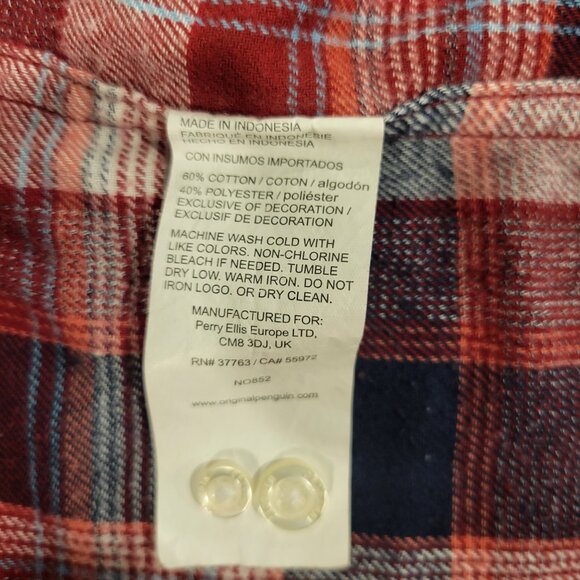 MADE IN INDONESIA
FABRIQUÉ EN INDONÉSIE
HECHO EN INDONESIA
CON INSUMOS IMPORTADOS
60% COTTON / COTON / algodón
40% POLYESTER / poliéster
EXCLUSIVE OF DECORATION /
EXCLUSIF DE DECORATION
MACHINE WASH COLD WITH
LIKE COLORS. NON-CHLORINE
BLEACH IF NEEDED. TUMBLE
DRY LOW. WARM IRON. DO NOT
IRON LOGO. OR DRY CLEAN.
MANUFACTURED FOR:
Perry Ellis Europe LTD,
CM8 3DJ, UK
RN# 37763 / CA# 55972
NO852
www.originalpenguin.com